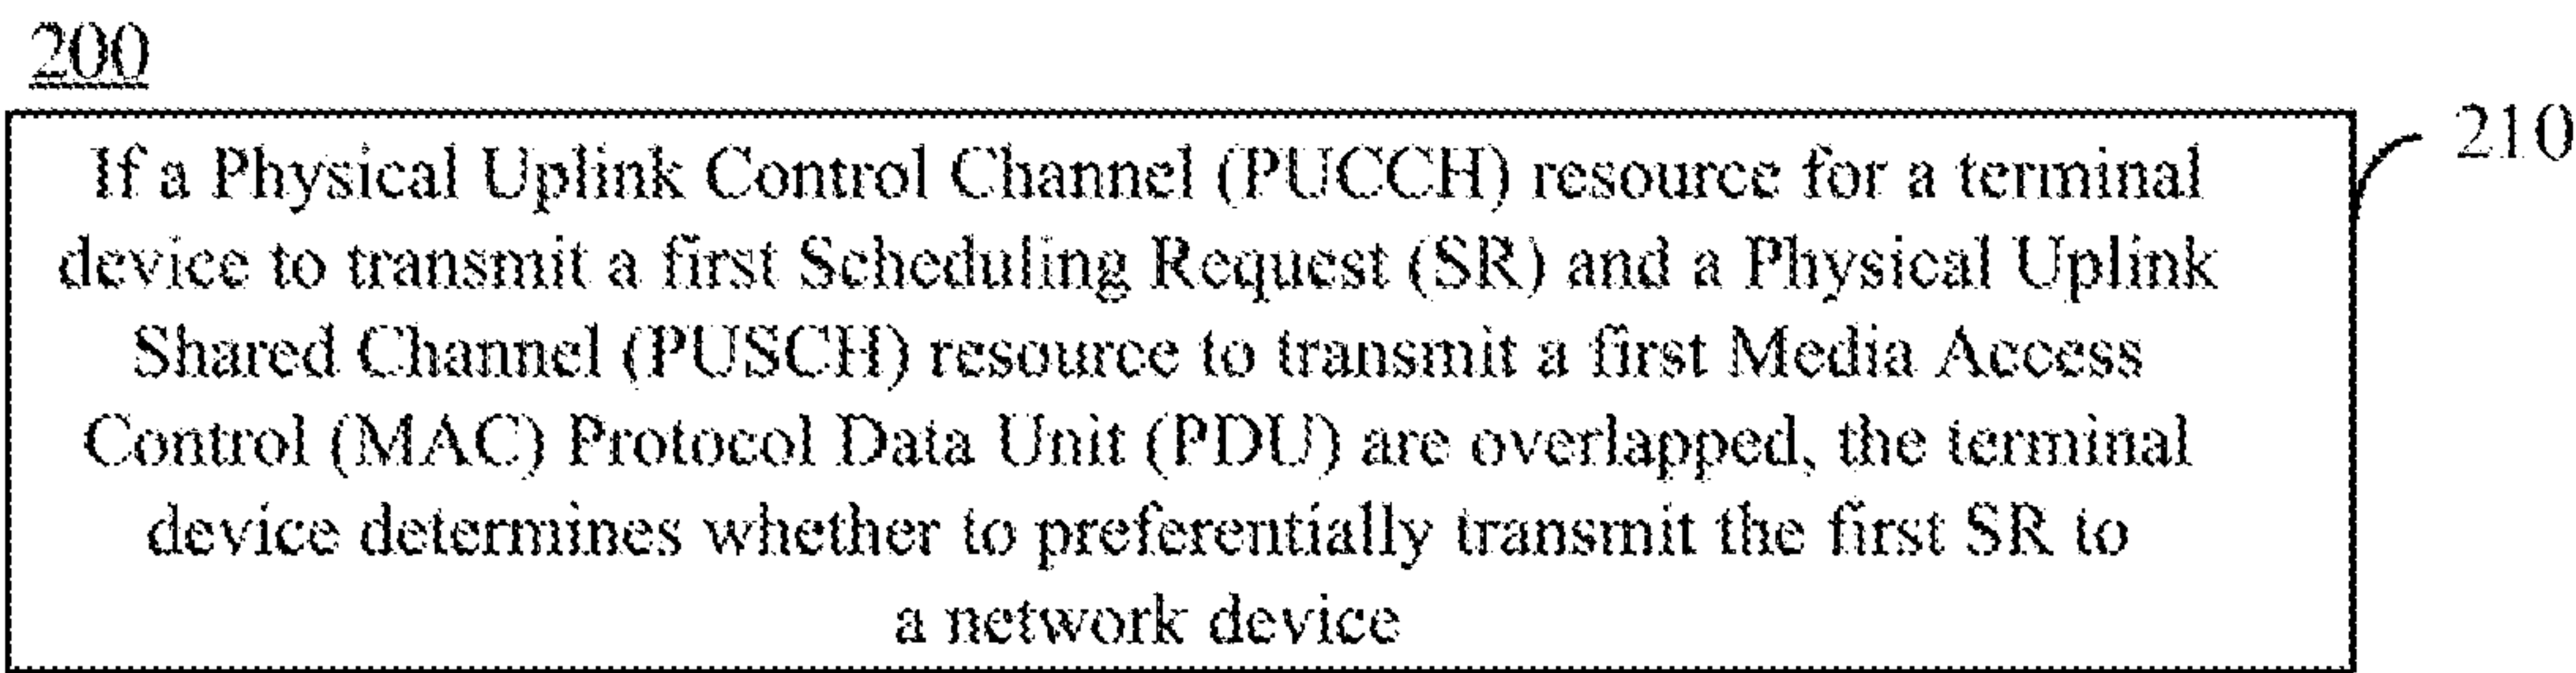 200
210
If a Physical Uplink Control Channel (PUCCH) resource for a terminal
device to transmit a first Scheduling Request (SR) and a Physical Uplink
Shared Channel (PUSCH) resource to transmit a first Media Access
Control (MAC) Protocol Data Unit (PDU) are overlapped, the terminal
device determines whether to preferentially transmit the first SR to
a network device